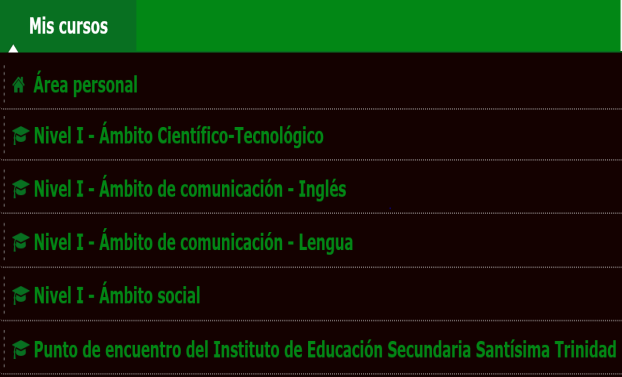 Mis cursos
Área personal
Nivel I - Ámbito Científico-Tecnológico
Nivel I - Ámbito de comunicación - Inglés
Nivel I - Ámbito de comunicación - Lengua
Nivel I - Ámbito social
Punto de encuentro del Instituto de Educación Secundaria Santísima Trinidad